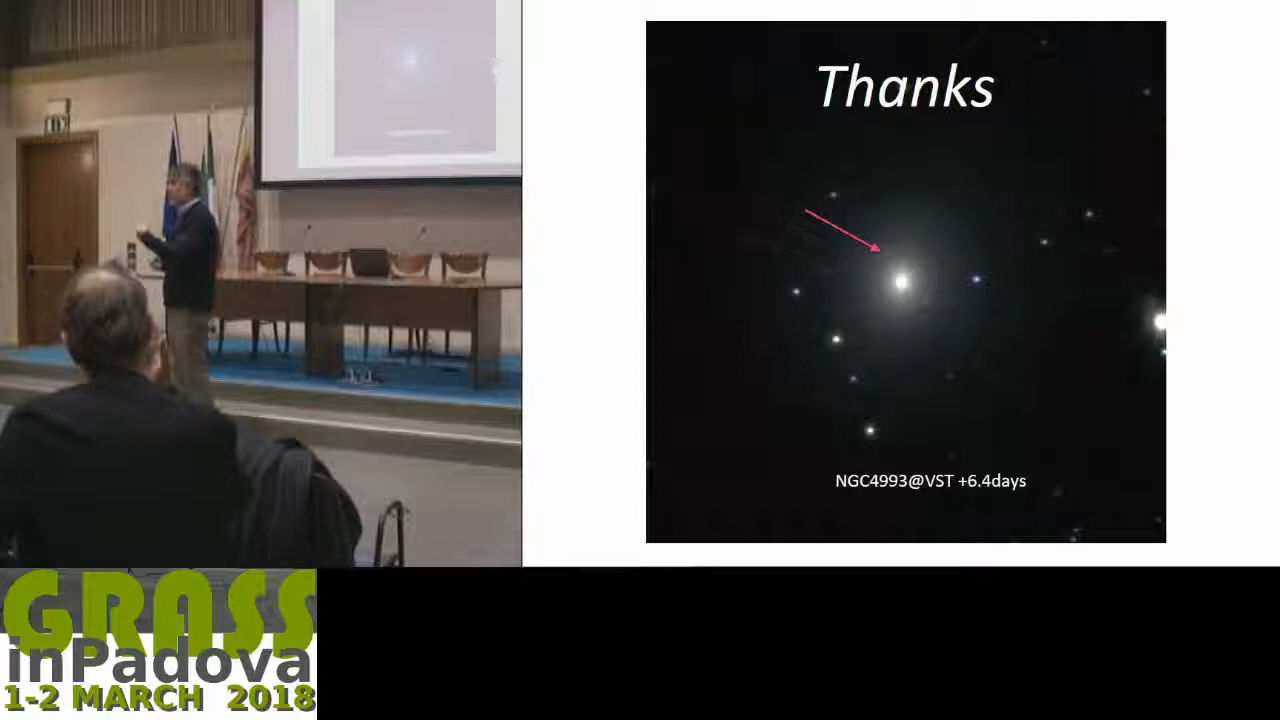 Thanks
NGC4993@VST +6.4days
GRASS
inPadova
1-2 MARCH 2018